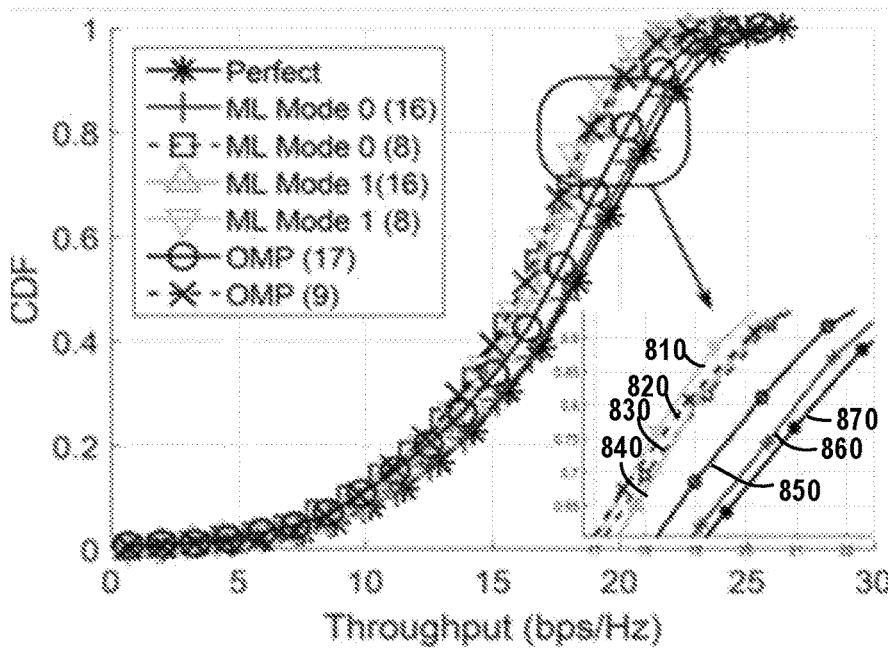 1
0.8
0.6
0.4
0.2
0
CDF
Perfect
ML Mode 0 (16)
ML Mode 0 (8)
ML Mode 1(16)
ML Mode 1 (8)
OMP (17)
OMP (9)
810
820
830
840
870
860
850
0 5 10 15 20 25 30
Throughput (bps/Hz)